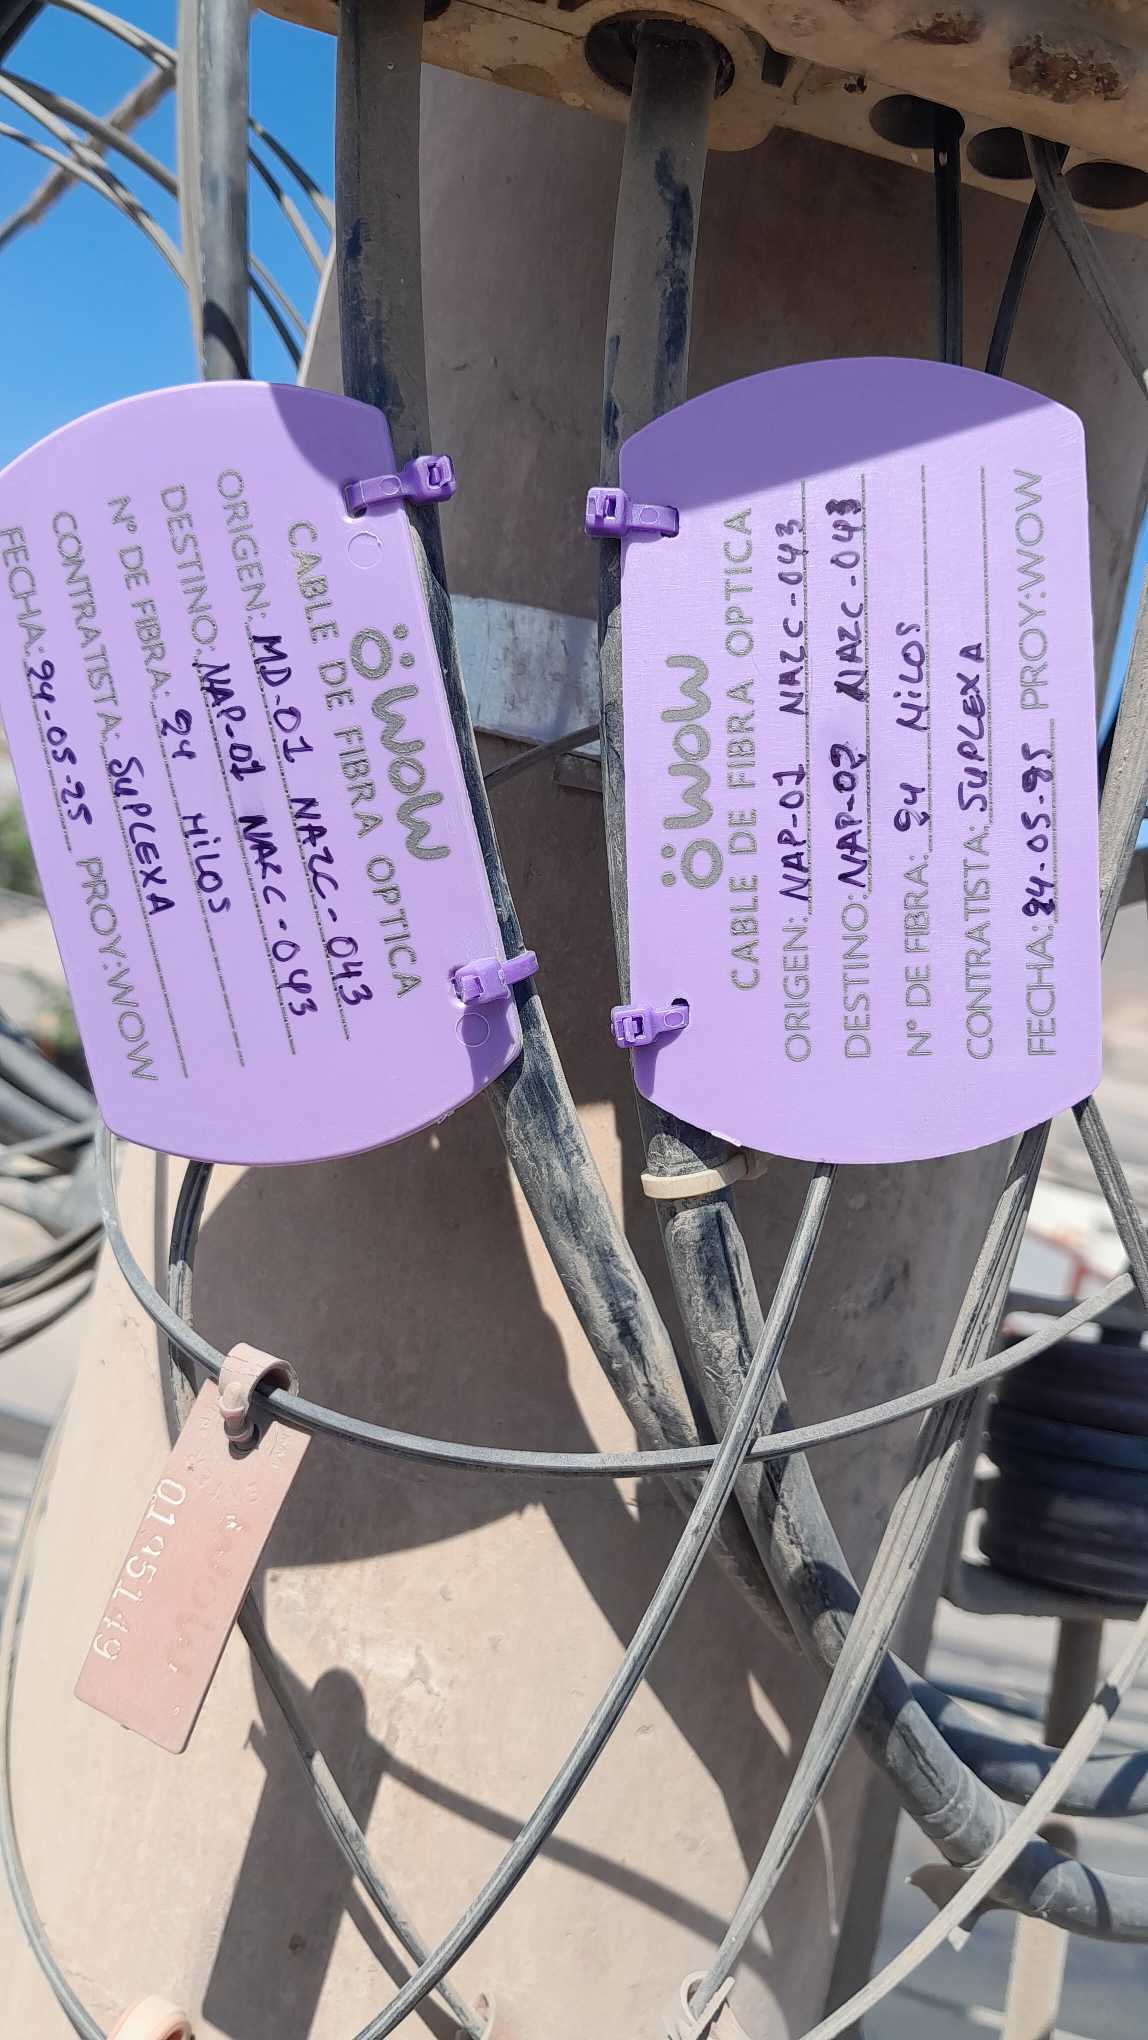 wow
CABLE DE FIBRA OPTICA
ORIGEN: MD-01 NAZC-043
DESTINO: NAP-01 NAZC-043
N° DE FIBRA: 24 HiLOS
CONTRATISTA: SUPLEXA
FECHA: 24-05-25 PROY:WOW
wow
CABLE DE FIBRA OPTICA
ORIGEN: NAP-01 NAZC-043
DESTINO: NAP-02 NAZC-043
N° DE FIBRA: 24 HiLOS
CONTRATISTA: SUPLEXA
FECHA: 24-05-25 PROY:WOW
0195149